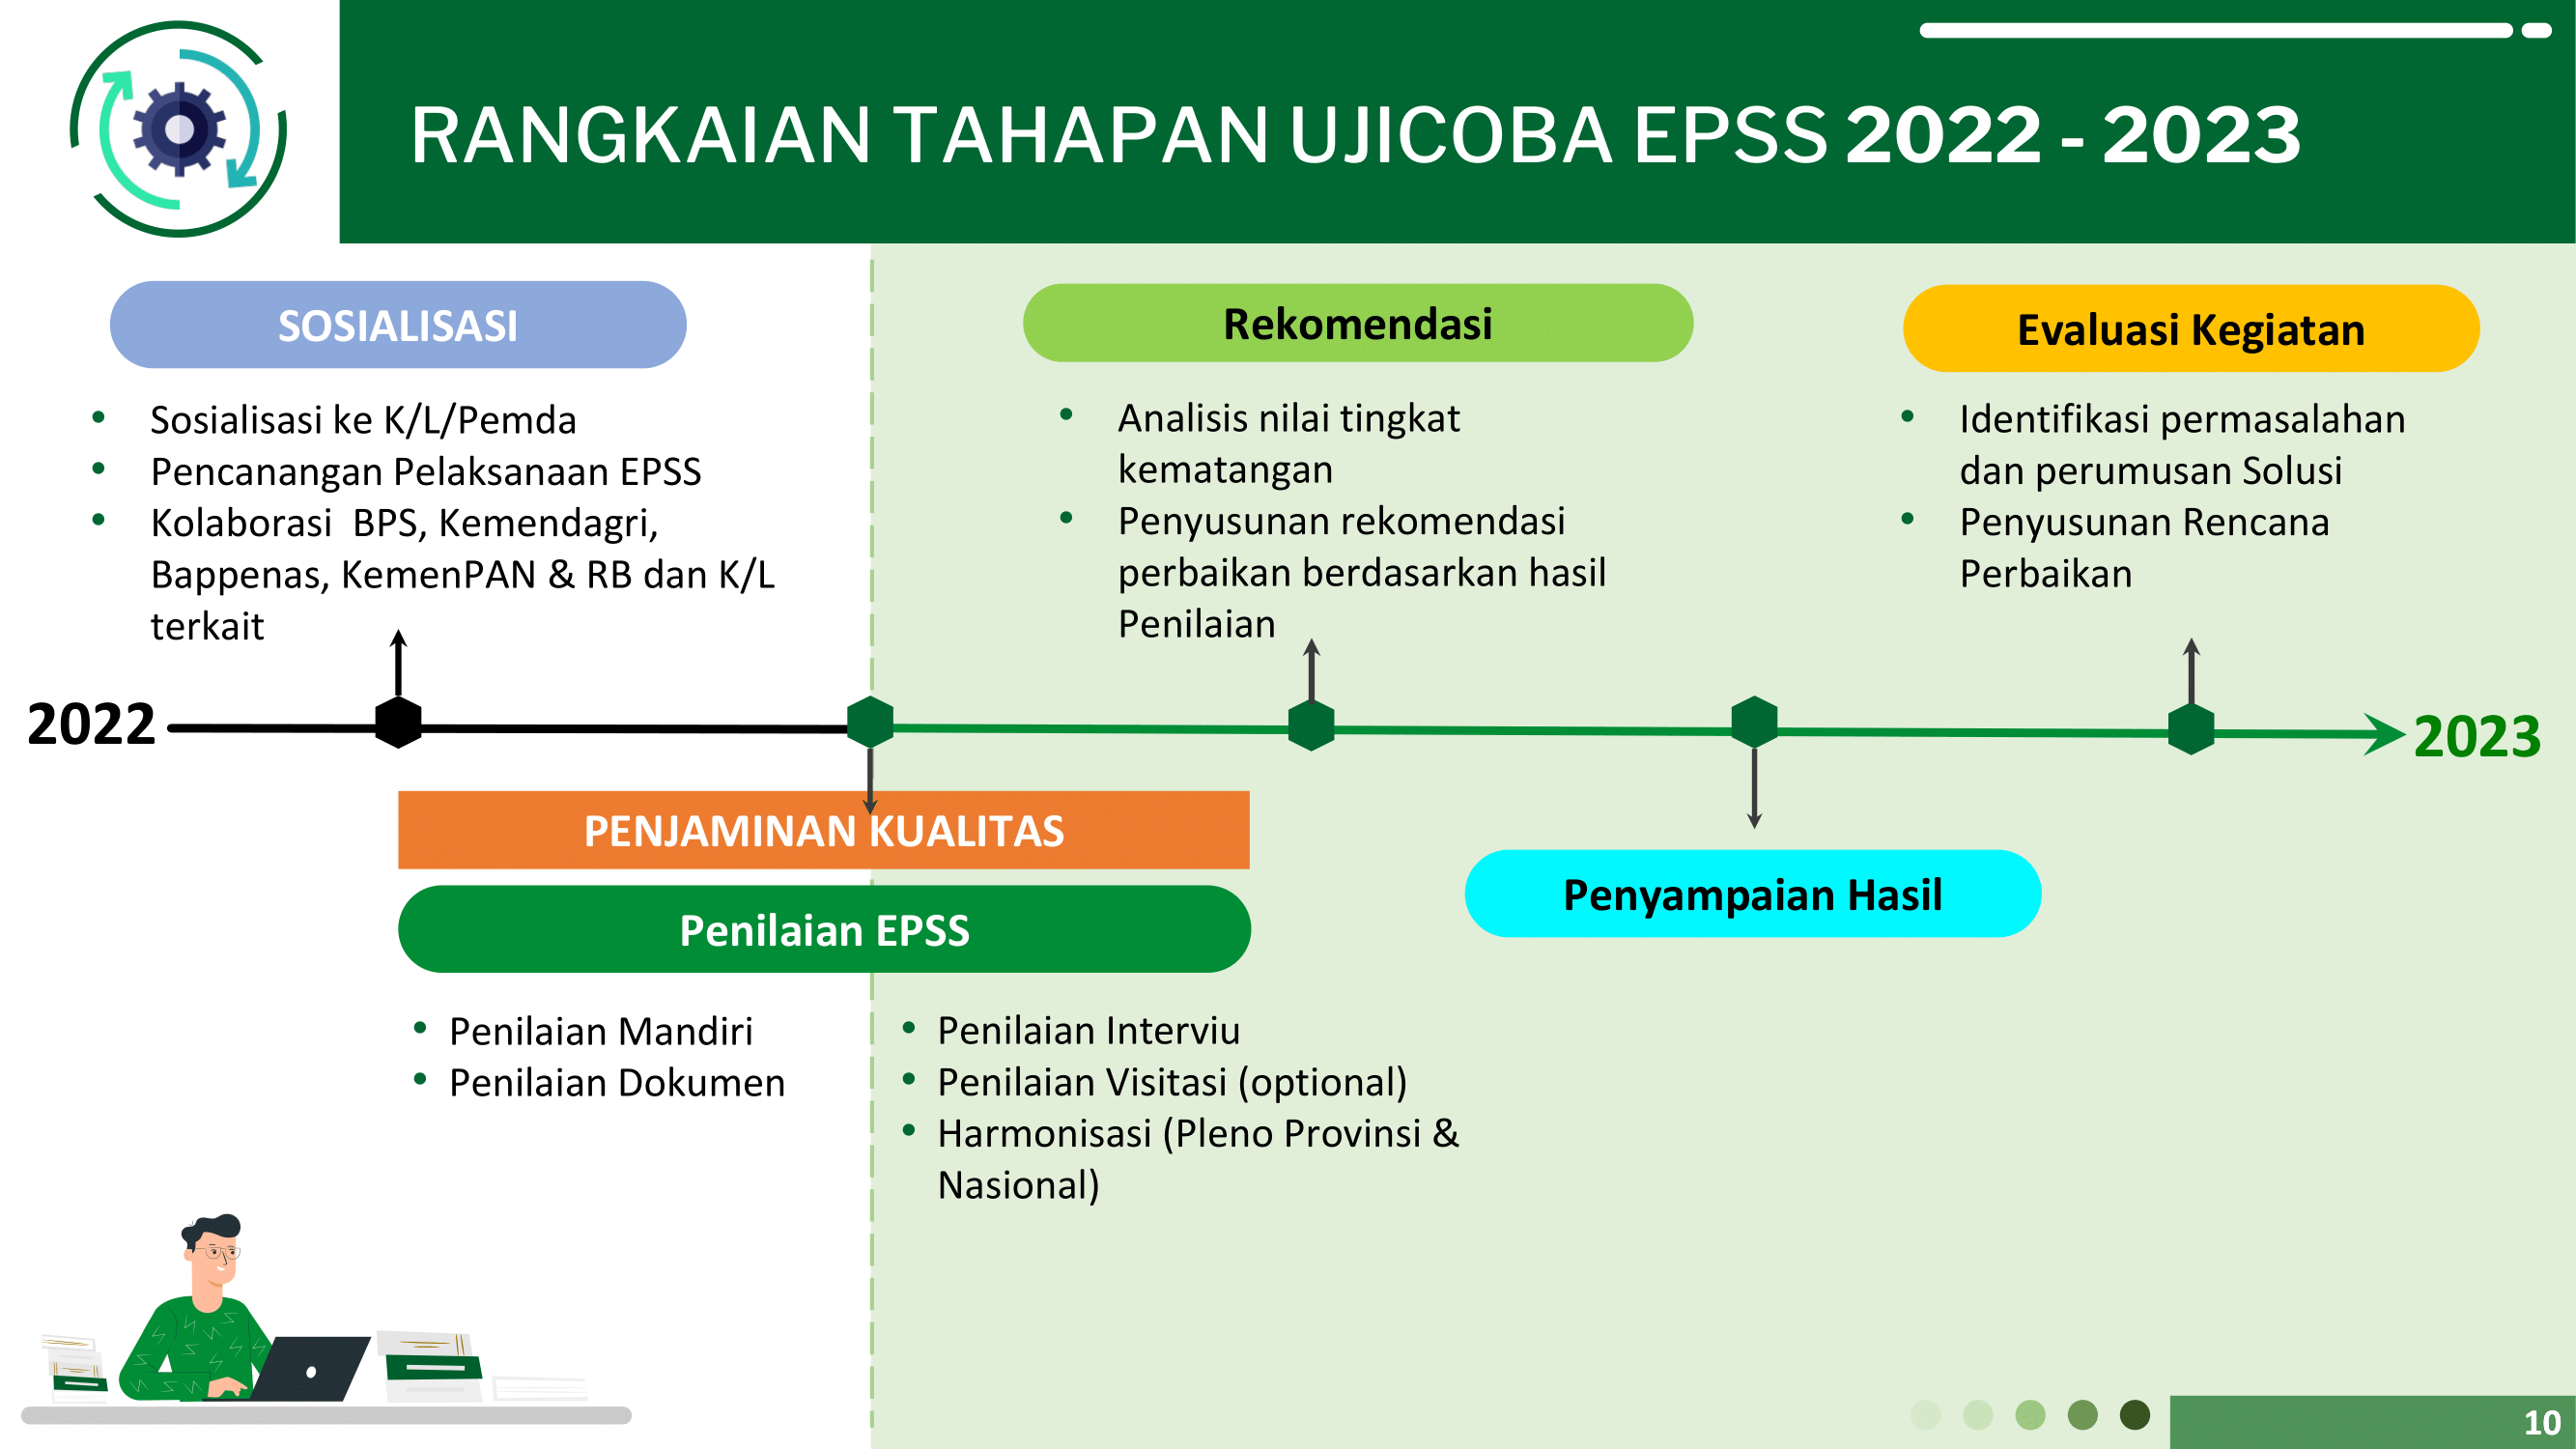 RANGKAIAN TAHAPAN UJICOBA EPSS 2022 - 2023
SOSIALISASI
• Sosialisasi ke K/L/Pemda
• Pencanangan Pelaksanaan EPSS
• Kolaborasi  BPS, Kemendagri,
Bappenas, KemenPAN & RB dan K/L
terkait
Rekomendasi
• Analisis nilai tingkat
kematangan
• Penyusunan rekomendasi
perbaikan berdasarkan hasil
Penilaian
Evaluasi Kegiatan
• Identifikasi permasalahan
dan perumusan Solusi
• Penyusunan Rencana
Perbaikan
2022
2023
PENJAMINAN KUALITAS
Penilaian EPSS
• Penilaian Mandiri
• Penilaian Dokumen
• Penilaian Interviu
• Penilaian Visitasi (optional)
• Harmonisasi (Pleno Provinsi &
Nasional)
Penyampaian Hasil
10